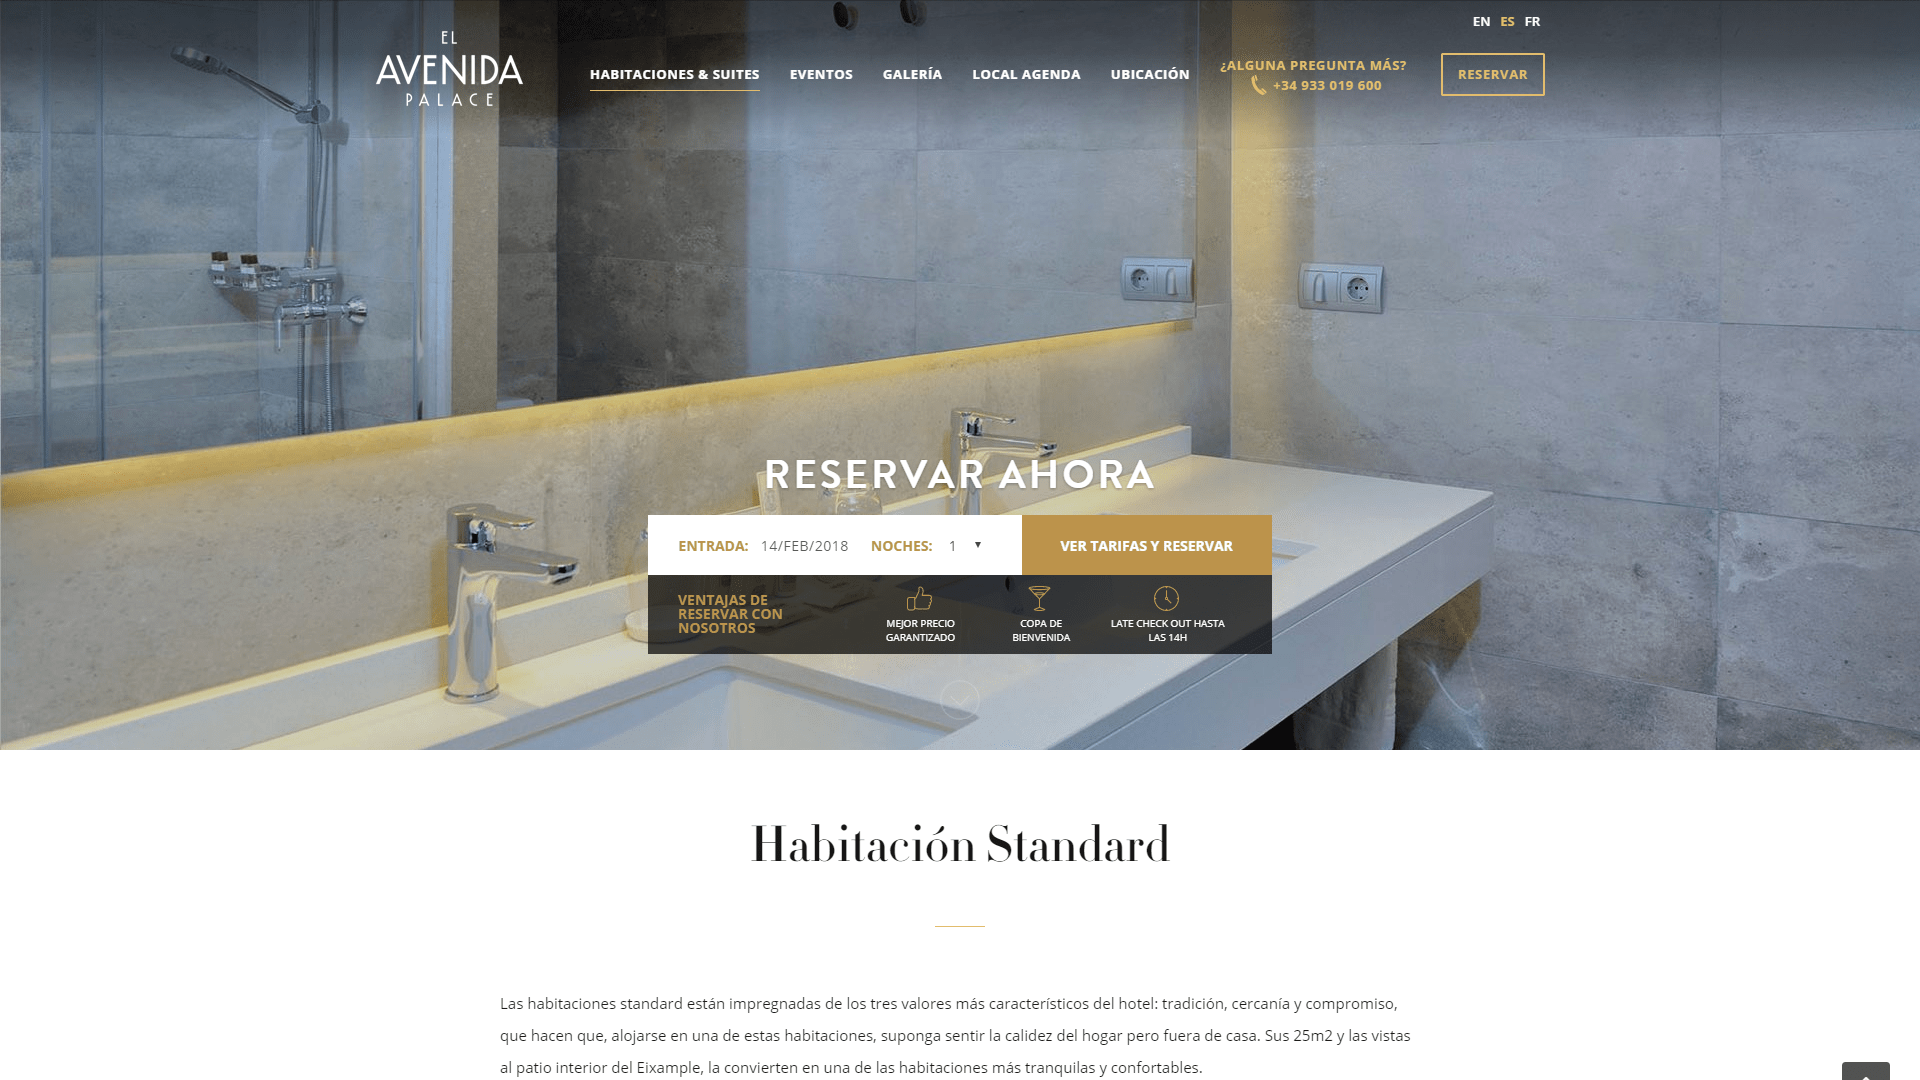 EN ES FR
EL
AVENIDA
PALACE
HABITACIONES & SUITES EVENTOS GALERÍA LOCAL AGENDA UBICACIÓN
¿ALGUNA PREGUNTA MÁS?
+34 933 019 600
RESERVAR
RESERVAR AHORA
ENTRADA: 14/FEB/2018 NOCHES: 1
VER TARIFAS Y RESERVAR
VENTAJAS DE
RESERVAR CON
NOSOTROS
MEJOR PRECIO
GARANTIZADO
COPA DE
BIENVENIDA
LATE CHECK OUT HASTA
LAS 14H
Habitación Standard
Las habitaciones standard están impregnadas de los tres valores más característicos del hotel: tradición, cercanía y compromiso,
que hacen que, alojarse en una de estas habitaciones, suponga sentir la calidez del hogar pero fuera de casa. Sus 25m2 y las vistas
al patio interior del Eixample, la convierten en una de las habitaciones más tranquilas y confortables.